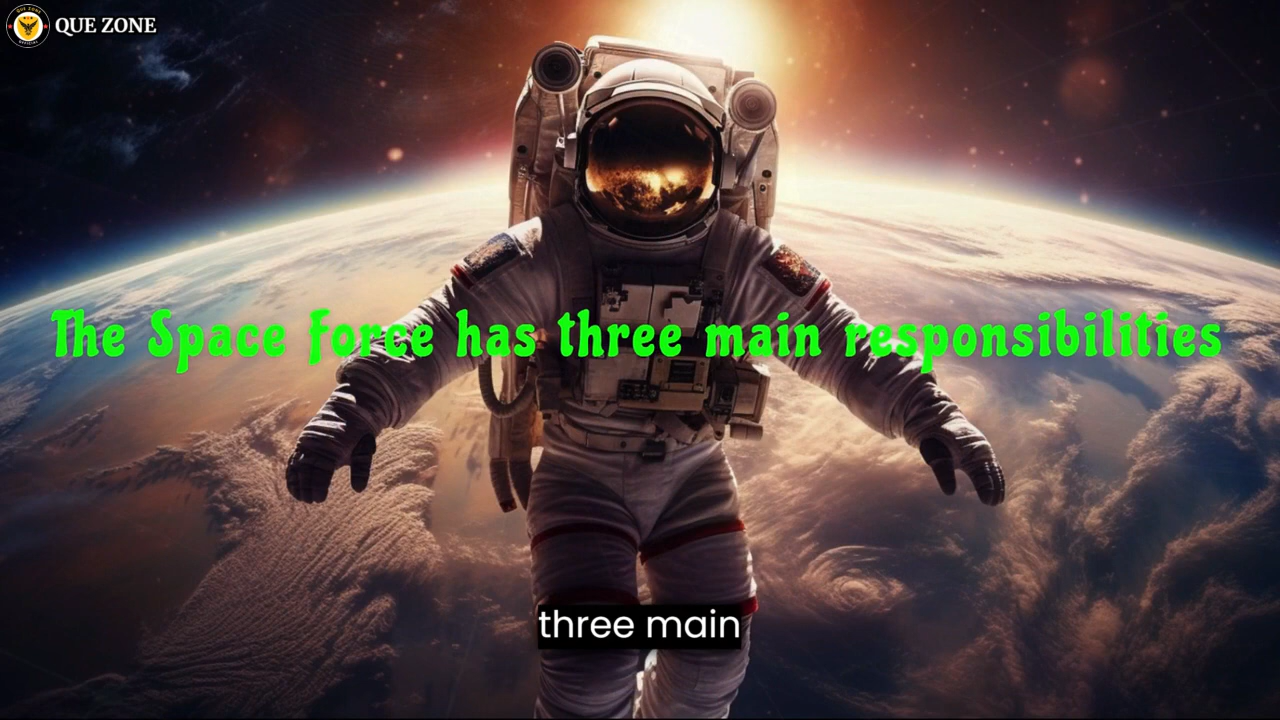 QUE ZONE
The Space Force has three main responsibilities
three main